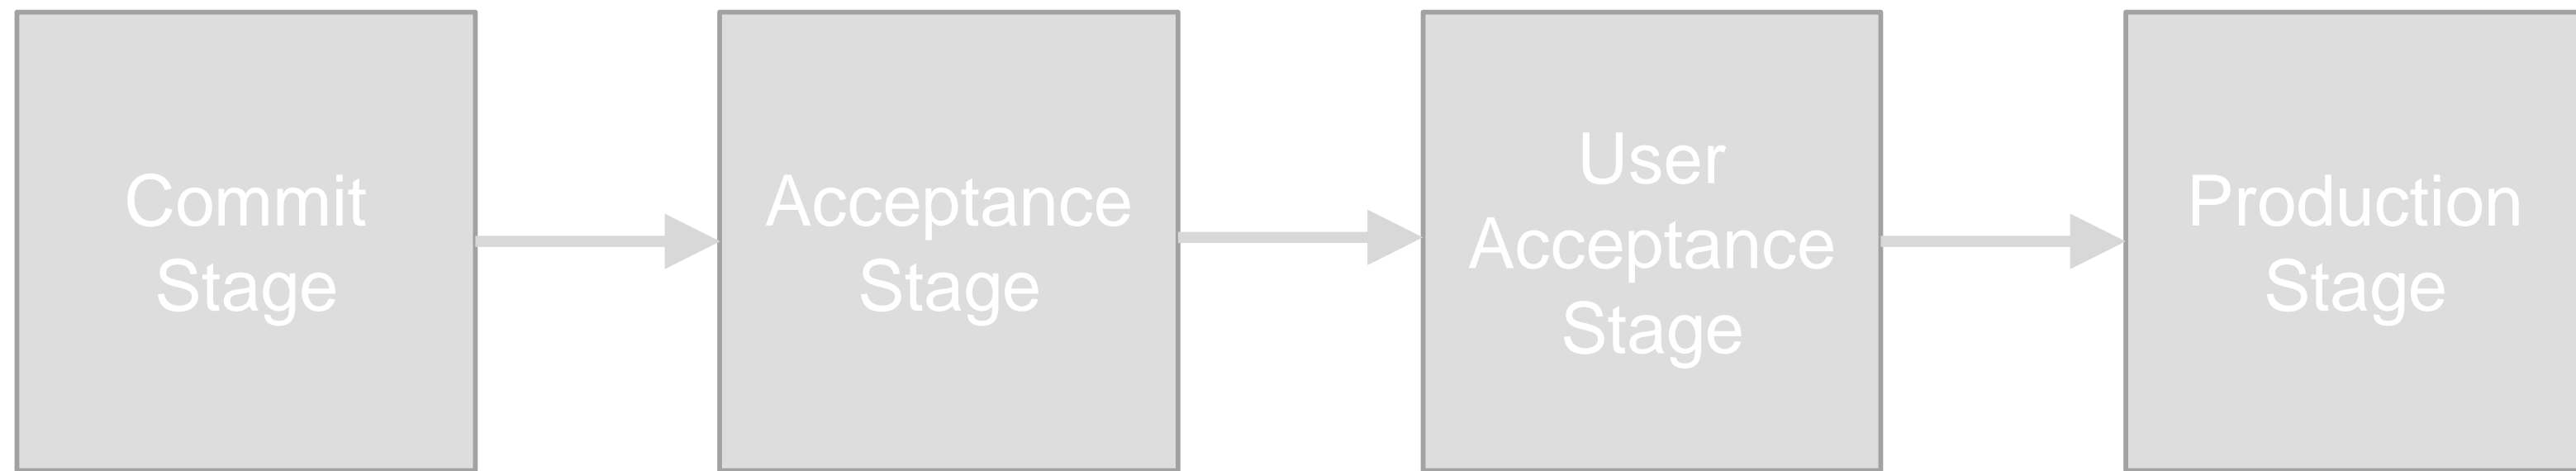 Commit
Stage
Acceptance
Stage
User
Acceptance
Stage
Production
Stage